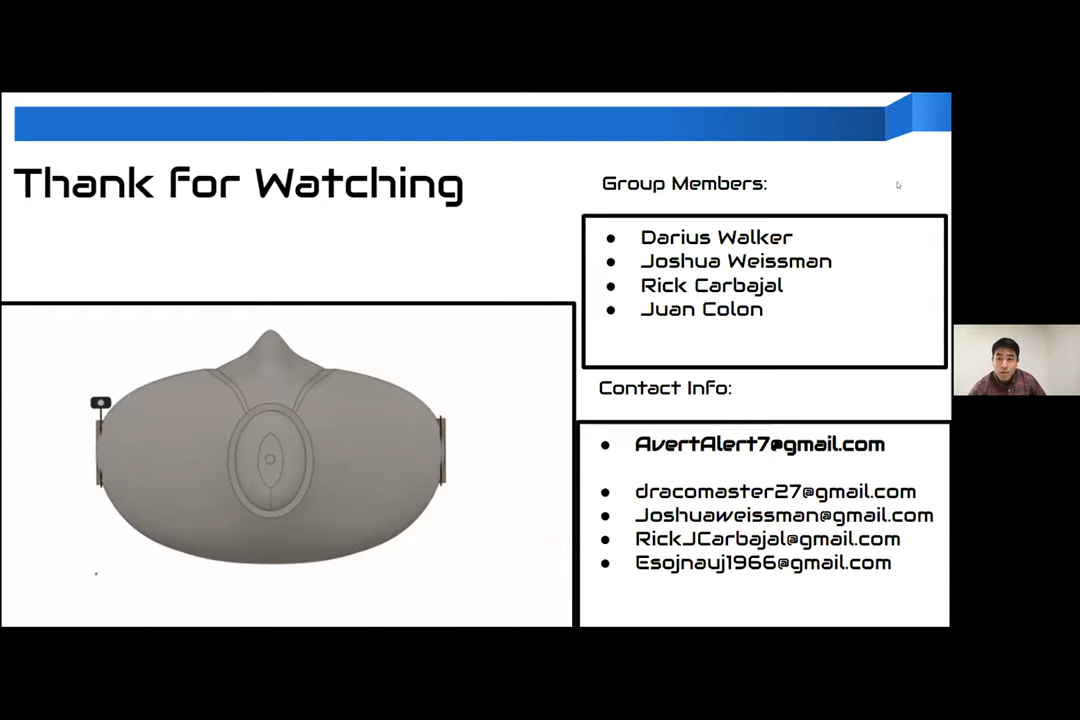 Thank for Watching
Group Members:
● Darius Walker
● Joshua Weissman
● Rick Carbajal
● Juan Colon
Contact Info:
● AvertAlert7@gmail.com
● dracomaster27@gmail.com
● Joshuaweissman@gmail.com
● RickJCarbajal@gmail.com
● Esojnauj1966@gmail.com